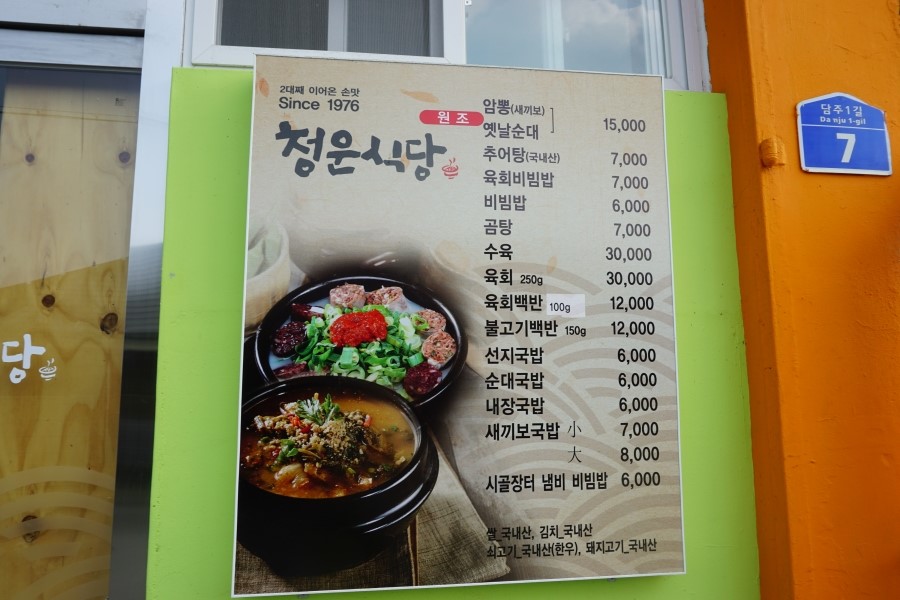 2대째 이어온 손맛
Since 1976
청운식당
원조
암뽕(새끼보)
옛날순대
15,000
추어탕(국내산) 7,000
육회비빔밥 7,000
비빔밥 6,000
곰탕 7,000
수육 30,000
육회 250g 30,000
육회백반 100g 12,000
불고기백반 150g 12,000
선지국밥 6,000
순대국밥 6,000
내장국밥 6,000
새끼보국밥 小 7,000
大 8,000
시골장터 냄비 비빔밥 6,000
쌀_국내산, 김치_국내산
쇠고기_국내산(한우), 돼지고기_국내산
담주1길
Damju 1-gil
7
당